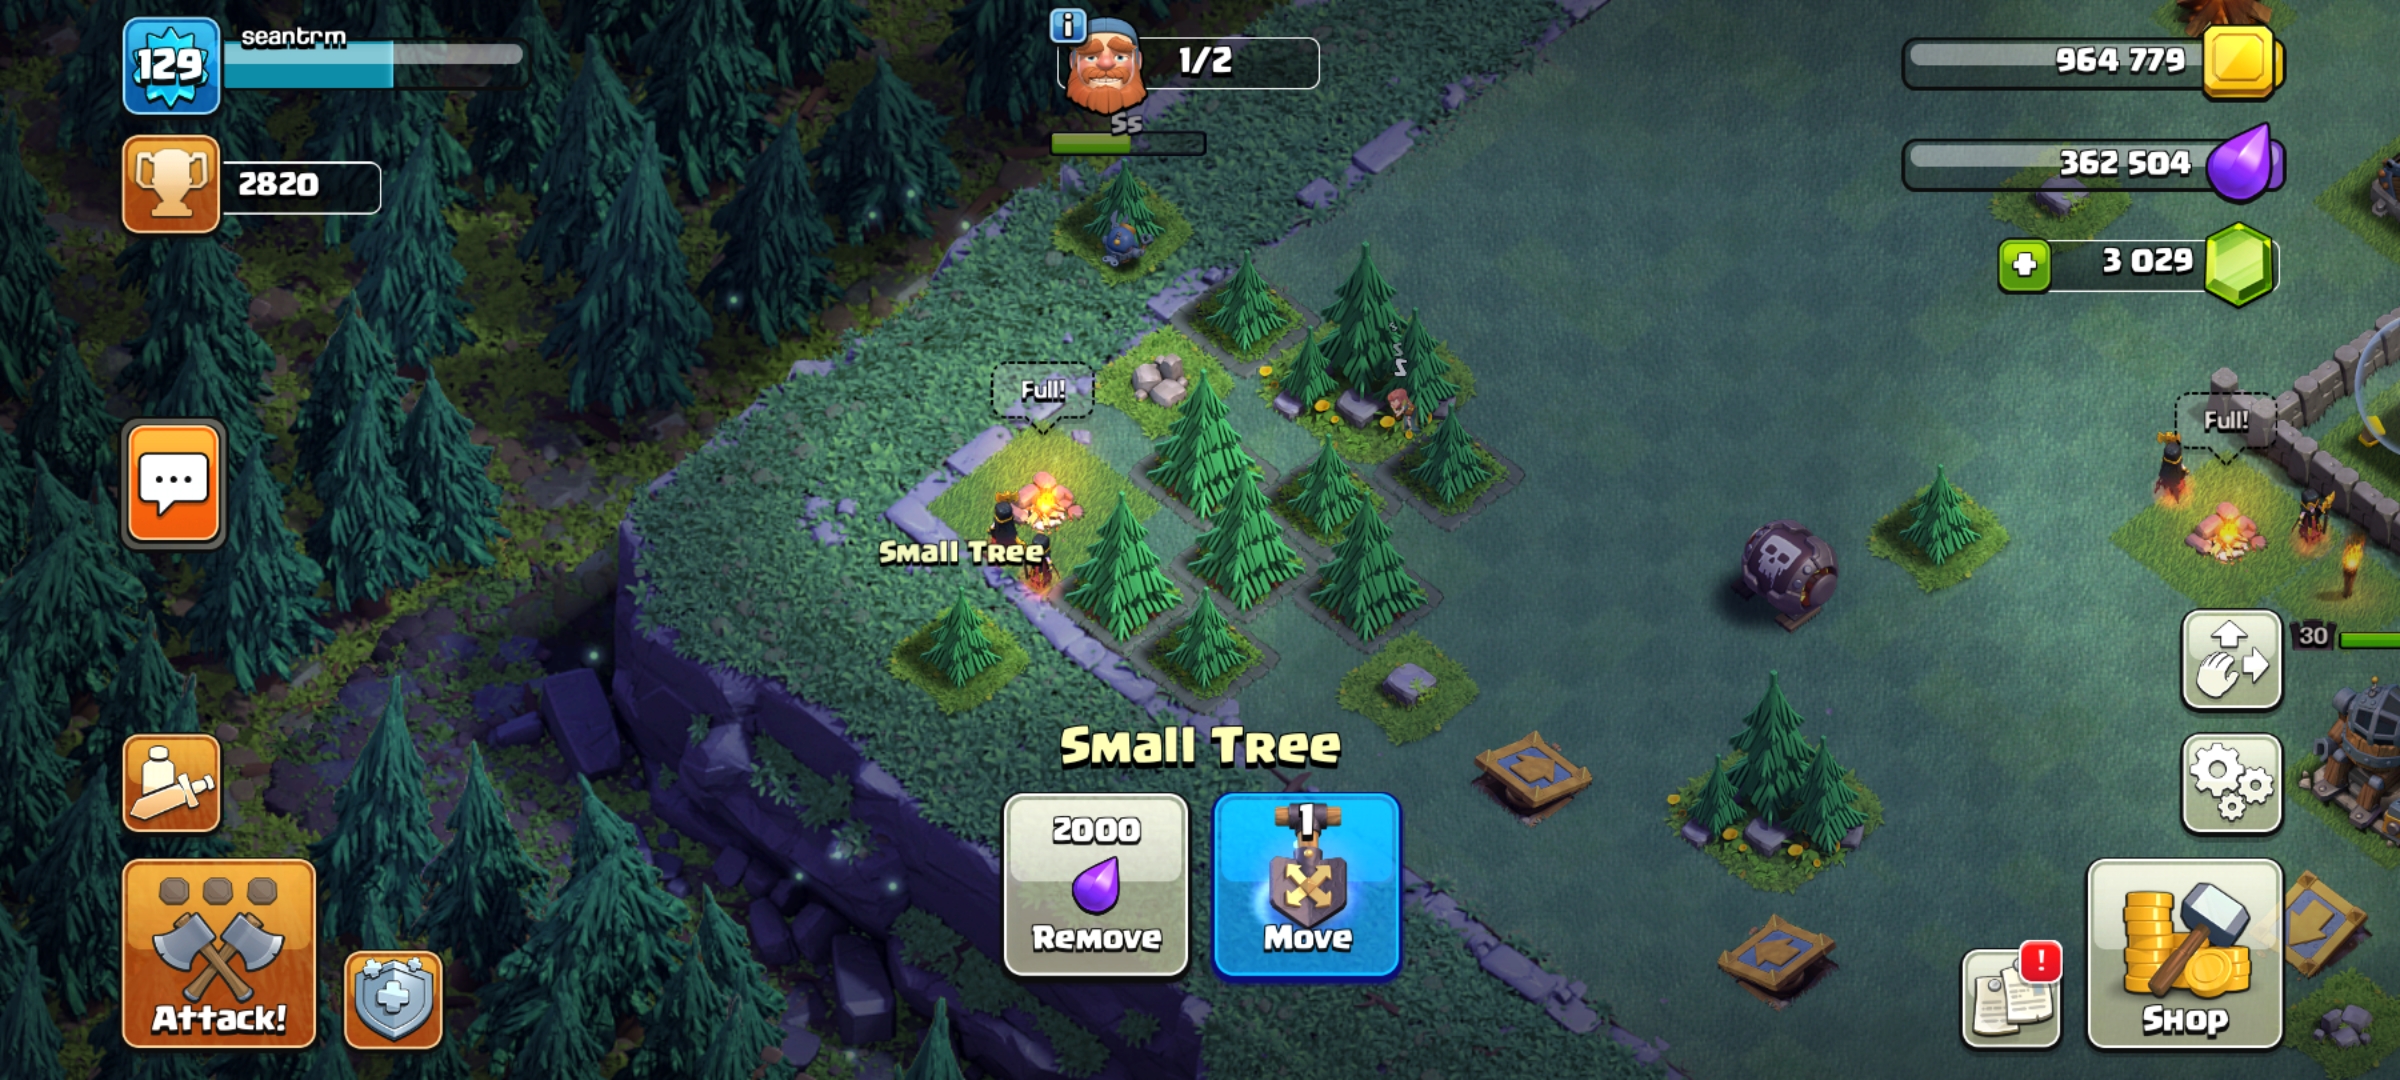 129
seantrm
1/2
5s
964 779
2820
362 504
3 029
Full!
Full!
Small Tree
30
Small Tree
2000
Remove
1
Move
Attack!
!
Shop